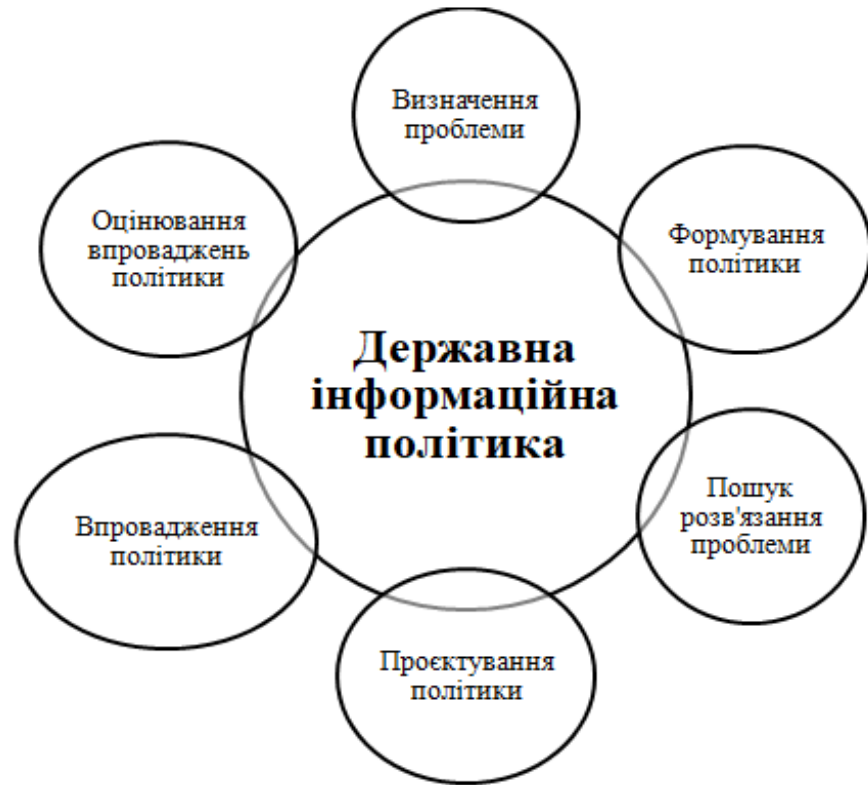 Визначення
проблеми
Формування
політики
Пошук
розв'язання
проблеми
Проєктування
політики
Впровадження
політики
Оцінювання
впроваджень
політики
Державна
інформаційна
політика